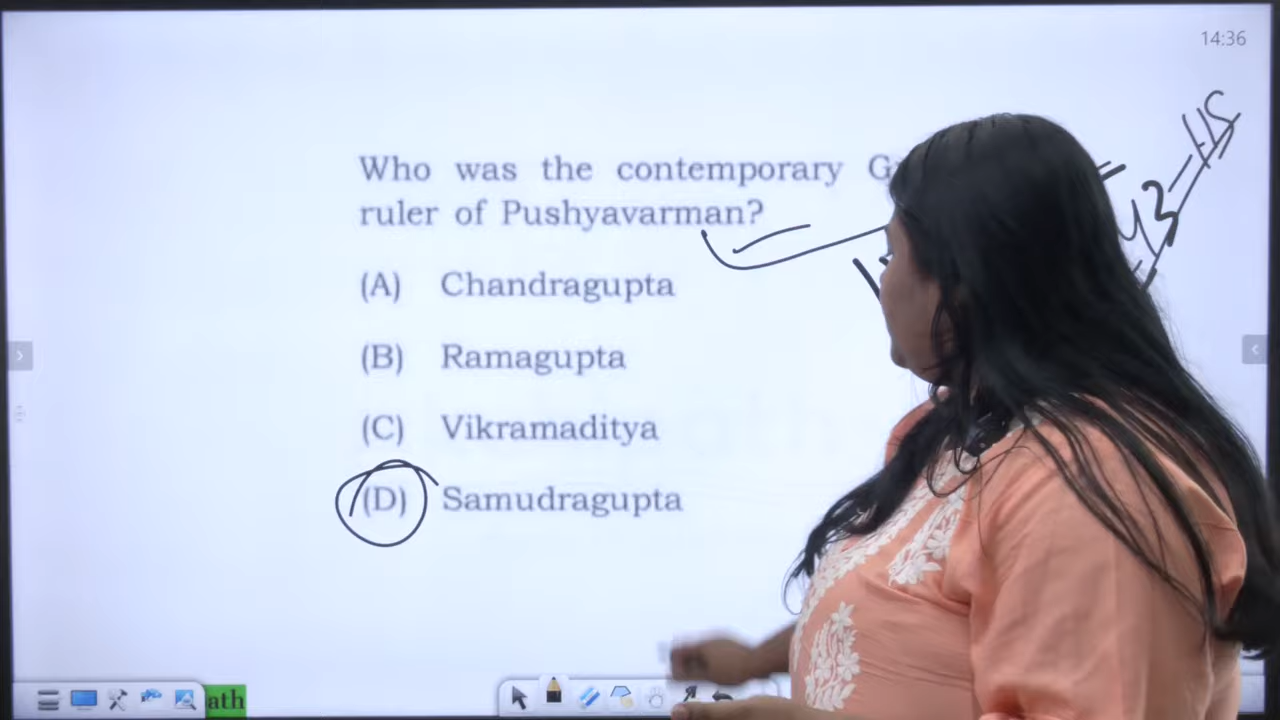 14:36
Who was the contemporary
ruler of Pushyavarman?
(A) Chandragupta
(B) Ramagupta
(C) Vikramaditya
(D) Samudragupta
ath